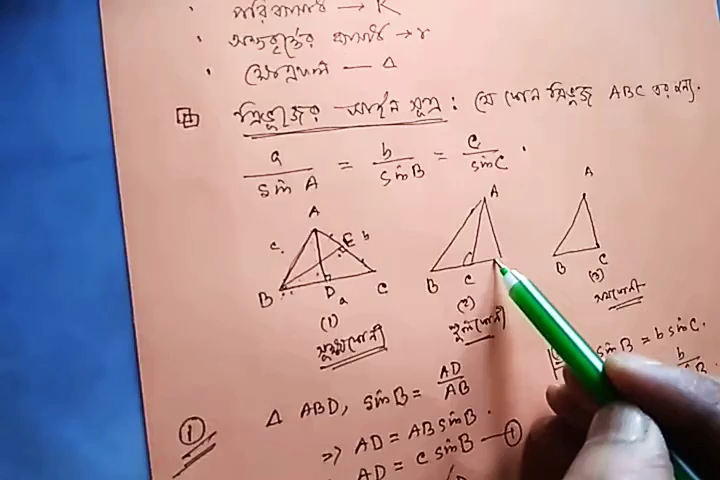 পরিব্যাসার্ধ → R
• অন্তবৃত্তের ব্যাসার্ধ → r
• ক্ষেত্রফল — Δ
ত্রিভুজের সাইন সূত্র : যে কোন ত্রিভুজ ABC এর জন্য.
a/sin A = b/sin B = c/sin C .
A c E b B D a C
(1)
সূক্ষ্মকোণী
A B C
(2)
স্থূলকোণী
A B C
(3)
সমকোণী
sin B = b sin C.
b
① Δ ABD, sin B = AD/AB
⇒ AD = AB sin B.
AD = c sin B — ①